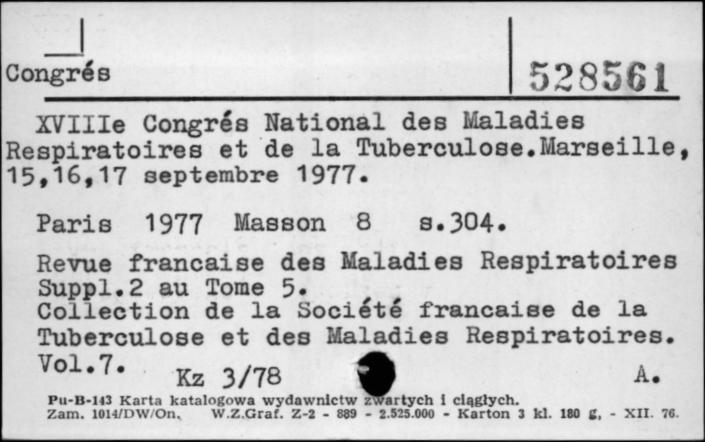 Congrés
528561
XVIIIe Congrés National des Maladies
Respiratoires et de la Tuberculose.Marseille,
15,16,17 septembre 1977.
Paris 1977 Masson 8 s.304.
Revue francaise des Maladies Respiratoires
Suppl.2 au Tome 5.
Collection de la Société francaise de la
Tuberculose et des Maladies Respiratoires.
Vol.7.
Kz 3/78 A.
Pu-B-143 Karta katalogowa wydawnictw zwartych i ciągłych.
Zam. 1014/DW/On. W.Z.Graf. Z-2 - 889 - 2.525.000 - Karton 3 kl. 180 g, - XII. 76.